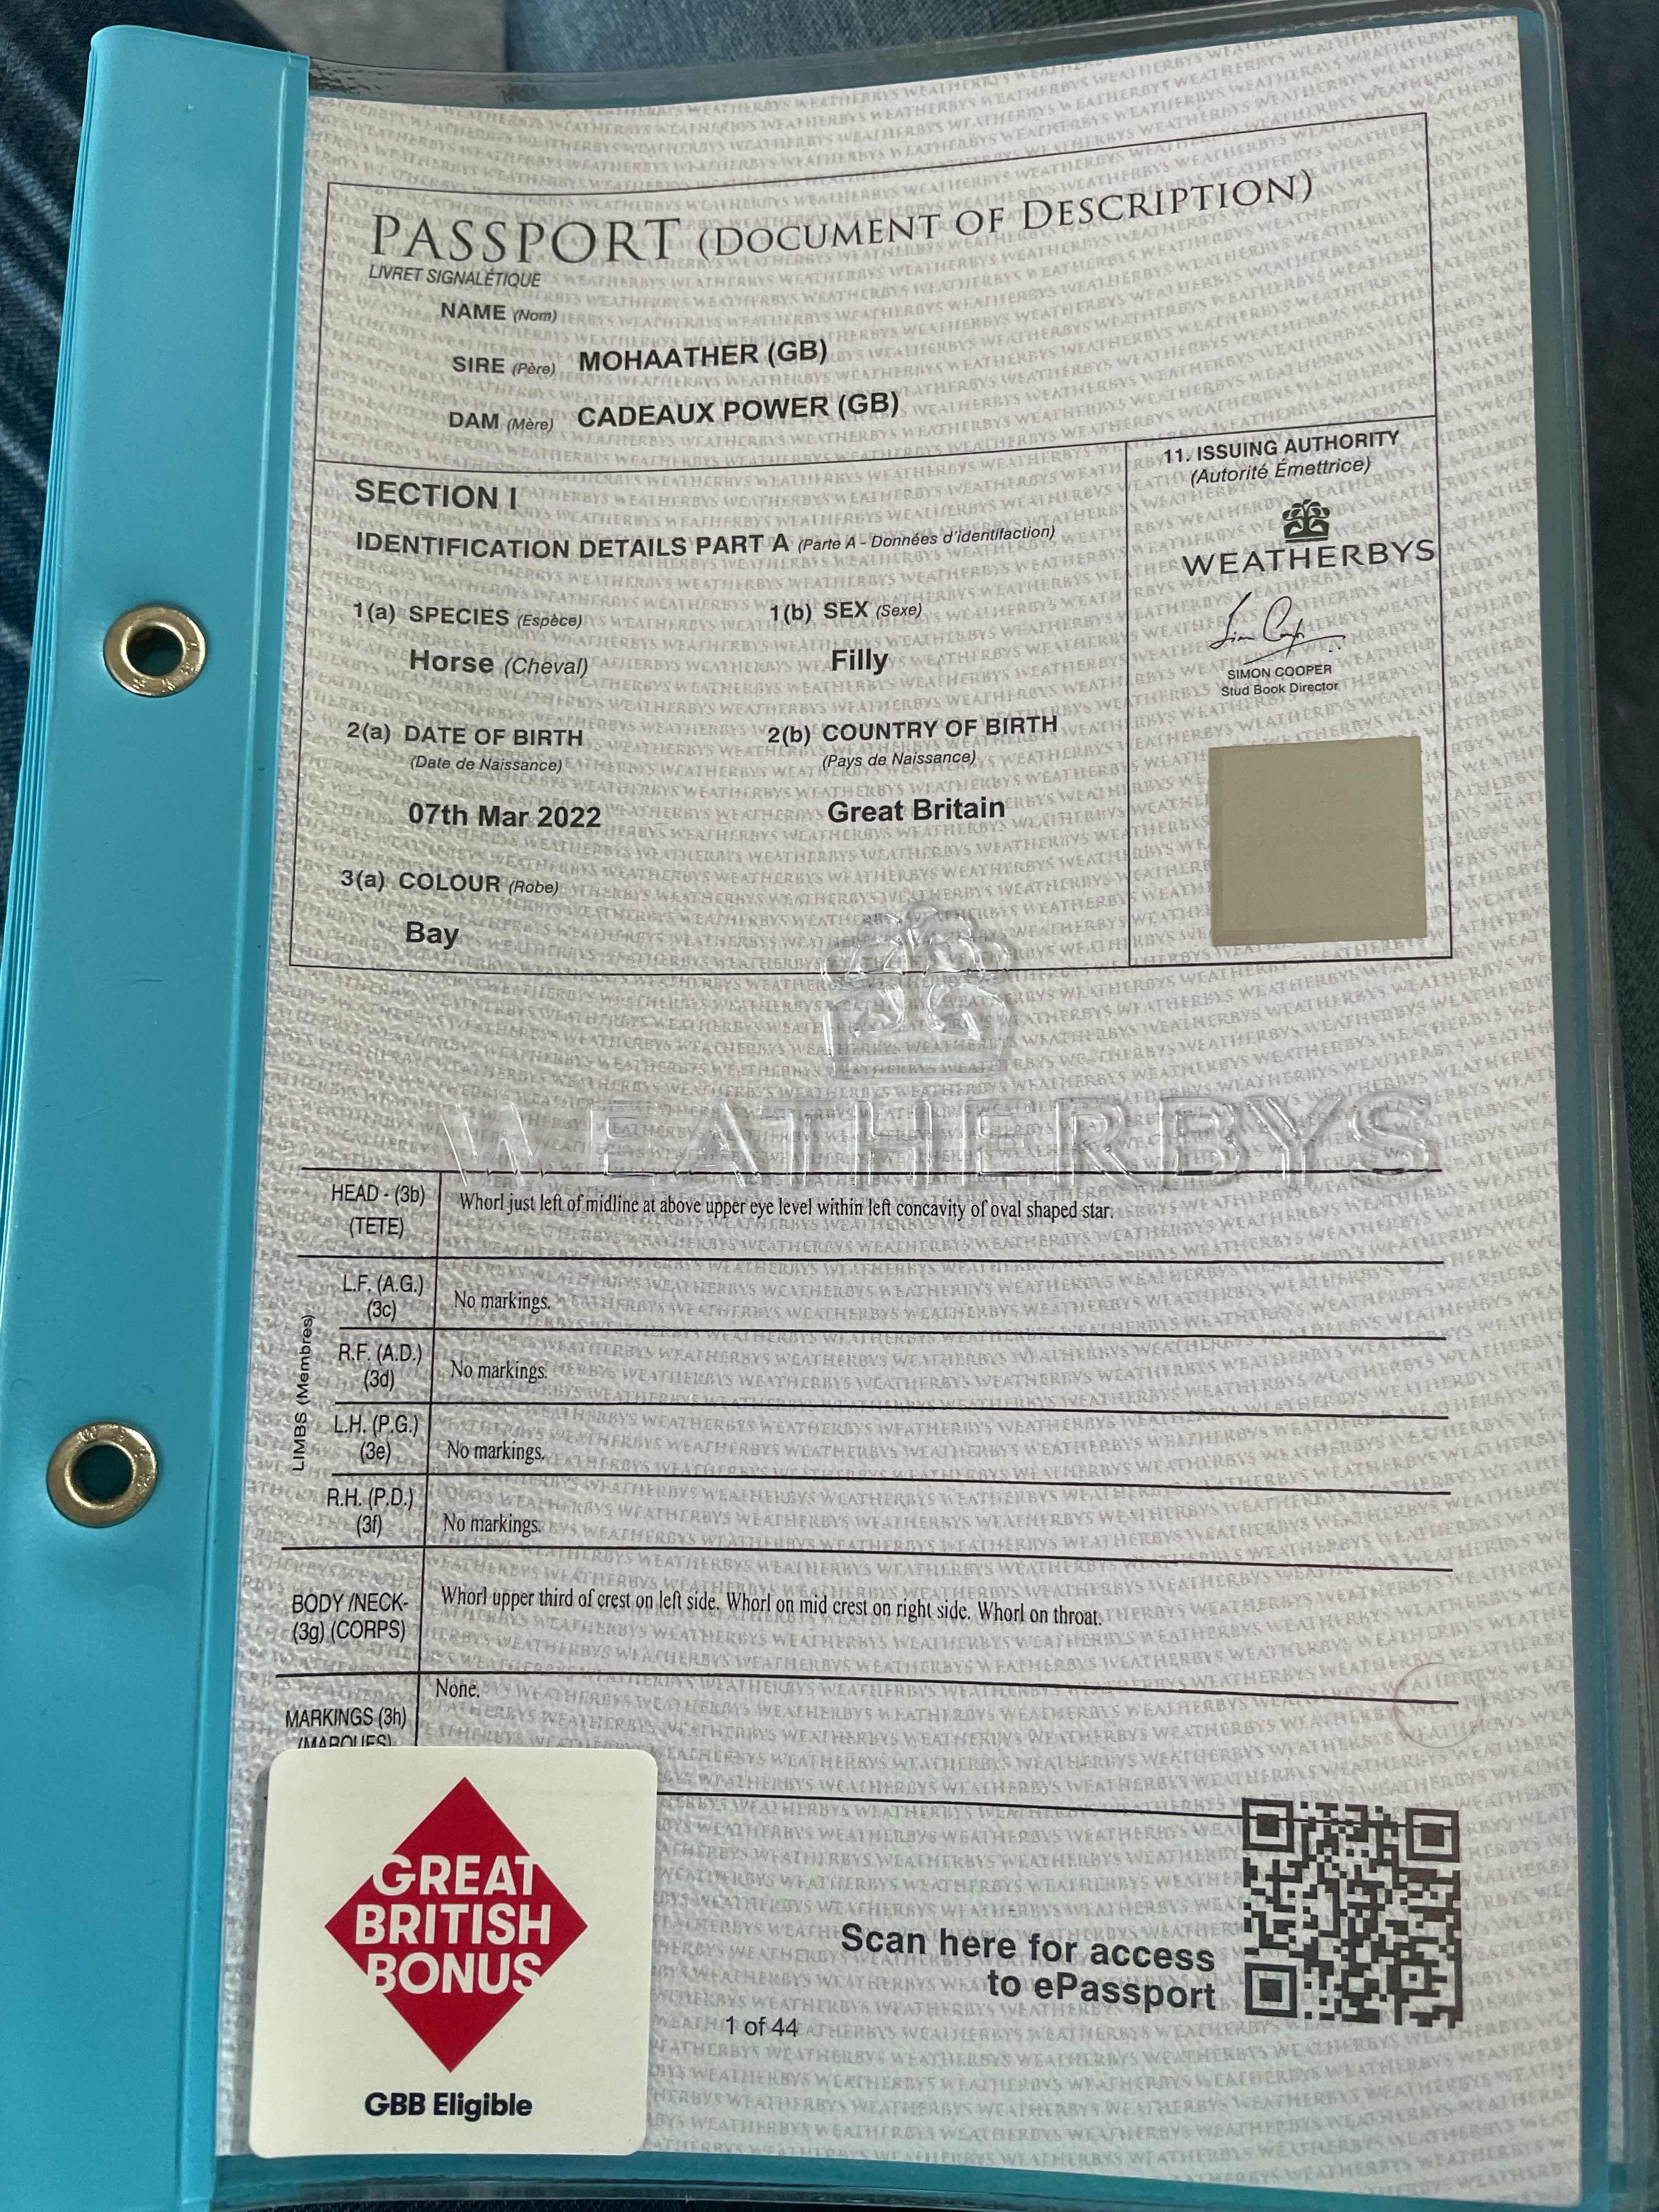 PASSPORT (DOCUMENT OF DESCRIPTION)
LIVRET SIGNALÉTIQUE
NAME (Nom)
SIRE (Père) MOHAATHER (GB)
DAM (Mère) CADEAUX POWER (GB)
SECTION I
IDENTIFICATION DETAILS PART A (Parte A - Données d'identifaction)
1(a) SPECIES (Espèce) 1(b) SEX (Sexe)
Horse (Cheval) Filly
2(a) DATE OF BIRTH 2(b) COUNTRY OF BIRTH
(Date de Naissance) (Pays de Naissance)
07th Mar 2022 Great Britain
3(a) COLOUR (Robe)
Bay
11. ISSUING AUTHORITY
(Autorité Émettrice)
WEATHERBYS
SIMON COOPER
Stud Book Director
WEATHERBYS
HEAD - (3b)
(TETE)
Whorl just left of midline at above upper eye level within left concavity of oval shaped star.
LIMBS (Membres)
L.F. (A.G.)
(3c)
No markings.
R.F. (A.D.)
(3d)
No markings.
L.H. (P.G.)
(3e)
No markings.
R.H. (P.D.)
(3f)
No markings.
BODY /NECK-
(3g) (CORPS)
Whorl upper third of crest on left side. Whorl on mid crest on right side. Whorl on throat.
MARKINGS (3h)
(MARQUES)
None.
GREAT
BRITISH
BONUS
GBB Eligible
Scan here for access
to ePassport
1 of 44